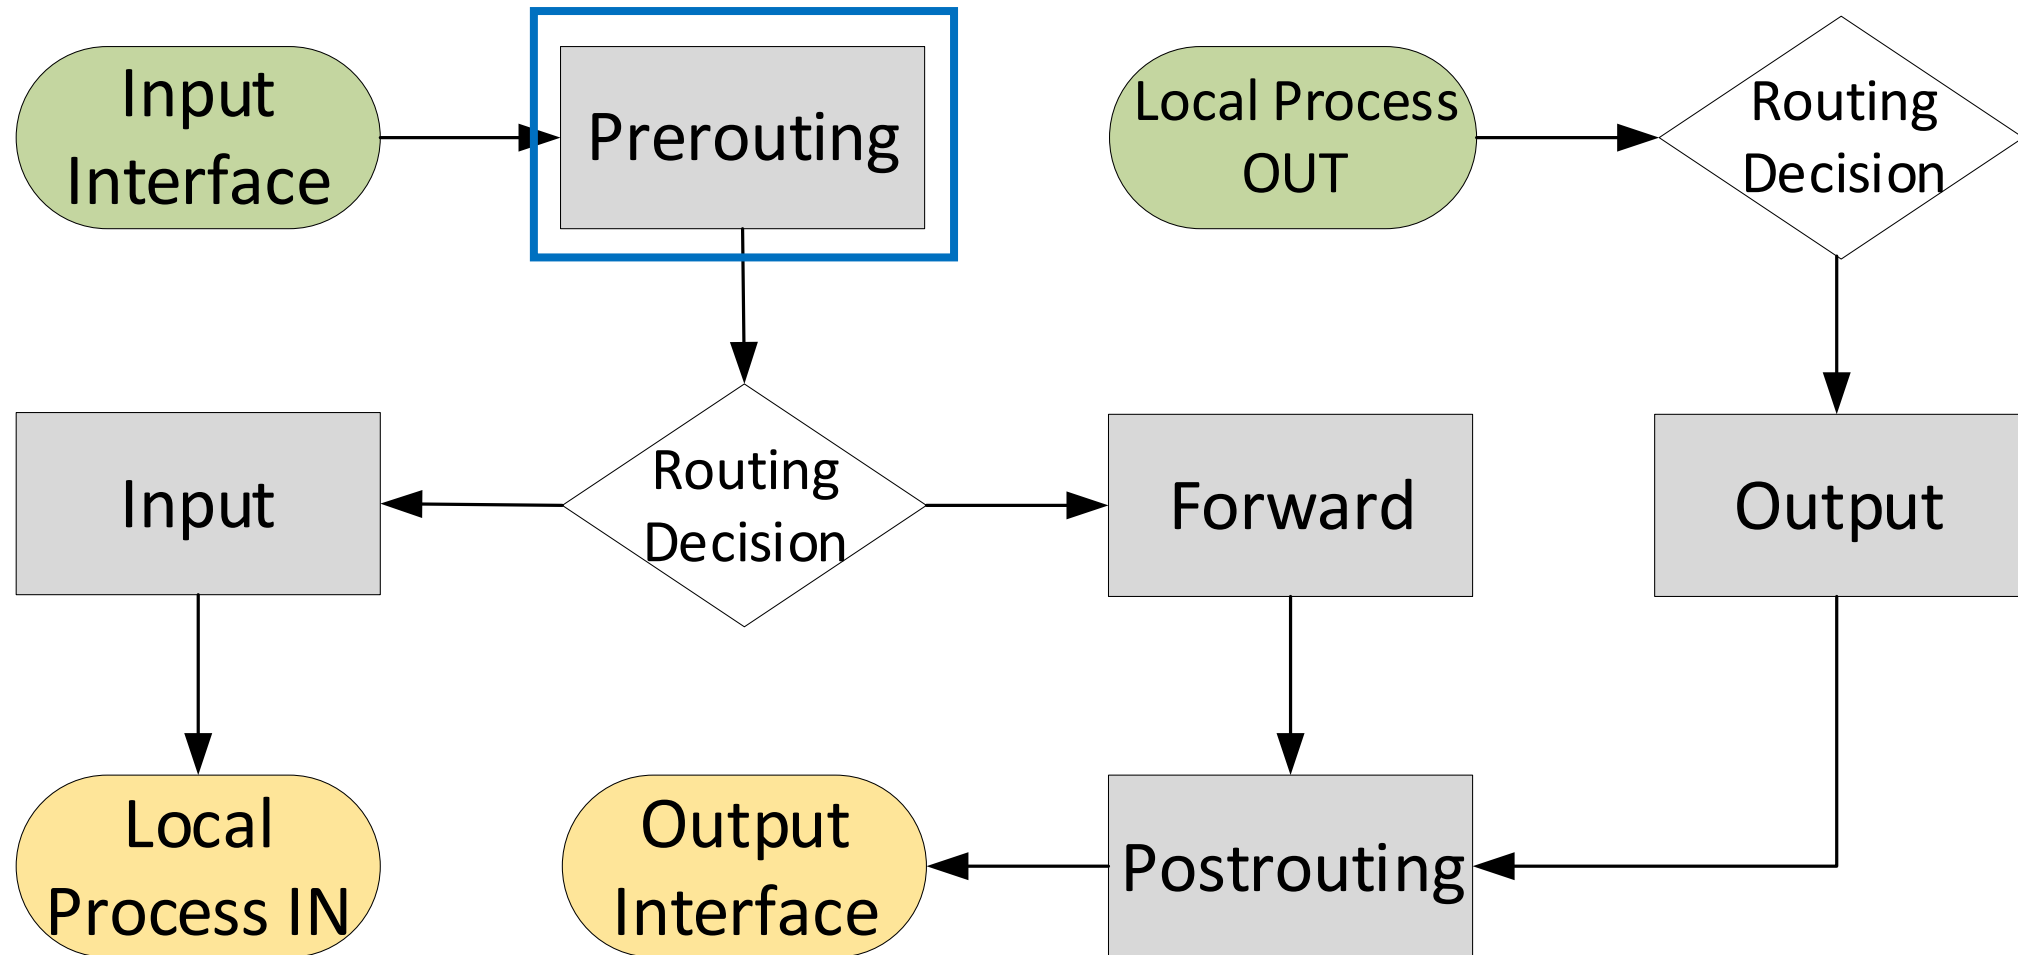 Input
Interface
Prerouting
Local Process
OUT
Routing
Decision
Input
Routing
Decision
Forward
Output
Local
Process IN
Output
Interface
Postrouting